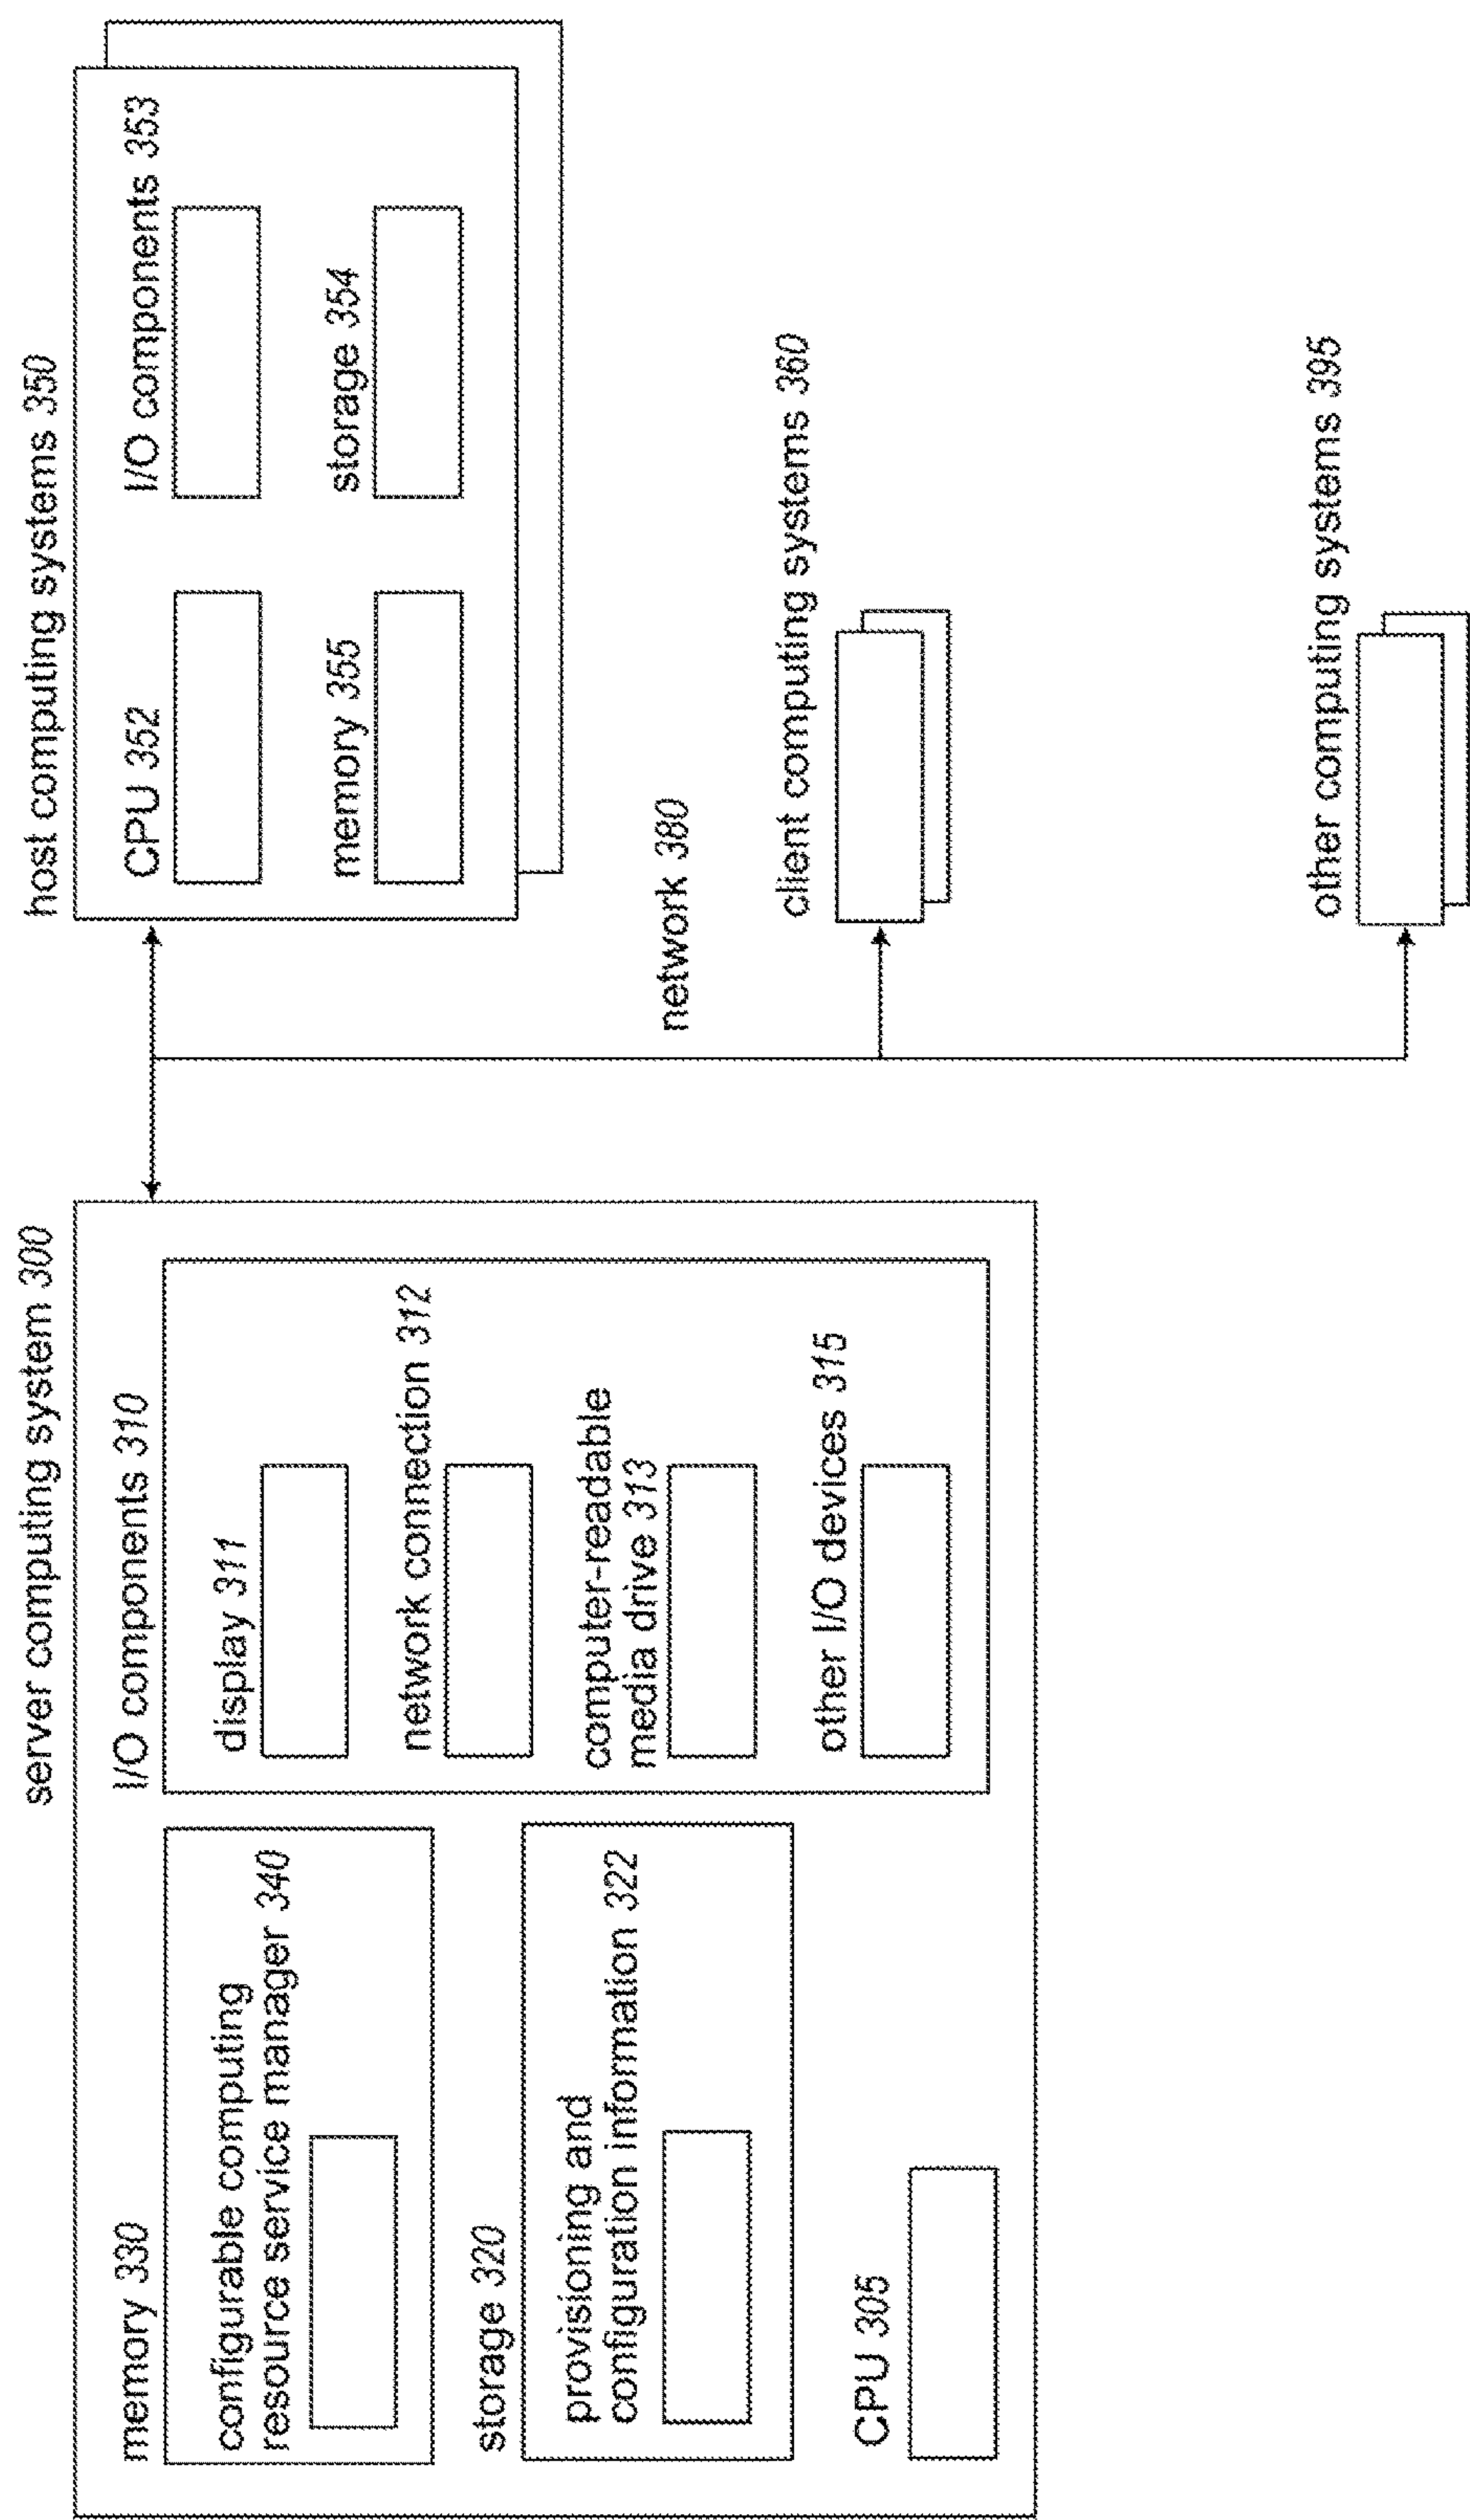 server computing system 300
memory 330
configurable computing
resource service manager 340
storage 320
provisioning and
configuration information 322
CPU 305
I/O components 310
display 311
network connection 312
computer-readable
media drive 313
other I/O devices 315
host computing systems 350
CPU 352
I/O components 353
memory 355
storage 354
network 380
client computing systems 360
other computing systems 395